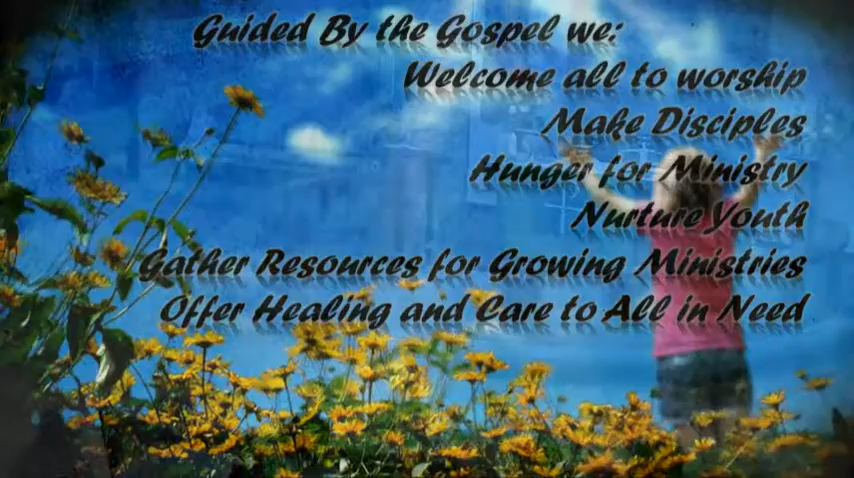 Guided By the Gospel we:
Welcome all to worship
Make Disciples
Hunger for Ministry
Nurture Youth
Gather Resources for Growing Ministries
Offer Healing and Care to All in Need